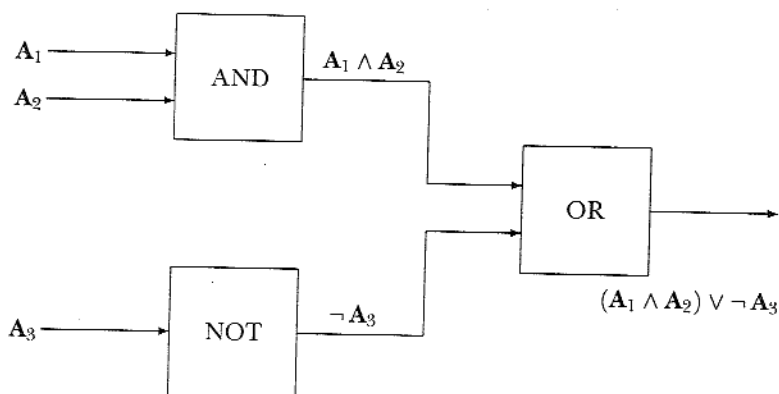 A₁
A₂
AND
A₁ ∧ A₂
OR
(A₁ ∧ A₂) ∨ ¬ A₃
A₃
NOT
¬ A₃